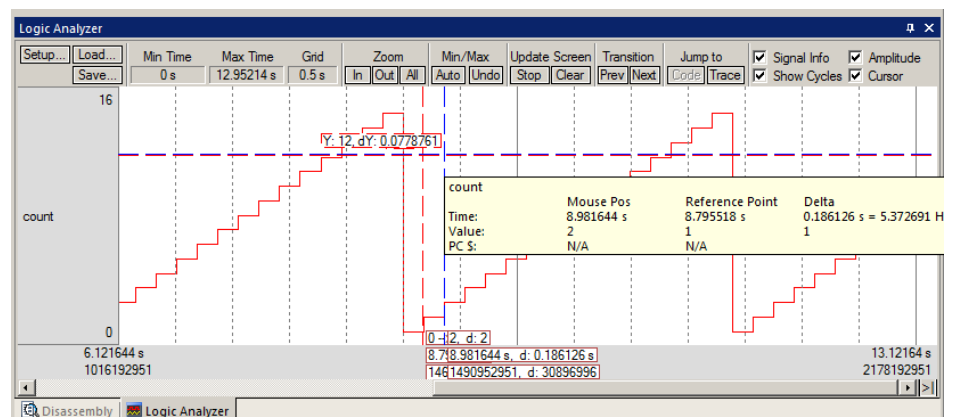 Logic Analyzer
Setup... Load... Min Time Max Time Grid Zoom Min/Max Update Screen Transition Jump to Signal Info Amplitude
Save... 0 s 12.95214 s 0.5 s In Out All Auto Undo Stop Clear Prev Next Code Trace Show Cycles Cursor
16
Y: 12, dY: 0.0778761
count
Mouse Pos Reference Point Delta
count
Time: 8.981644 s 8.795518 s 0.186126 s = 5.372691 H
Value: 2 1 1
PC $: N/A N/A
0
2, d: 2
6.121644 s 8.981644 s, d: 0.186126 s 13.12164 s
1016192951 1490952951, d: 30896996 2178192951
Disassembly Logic Analyzer